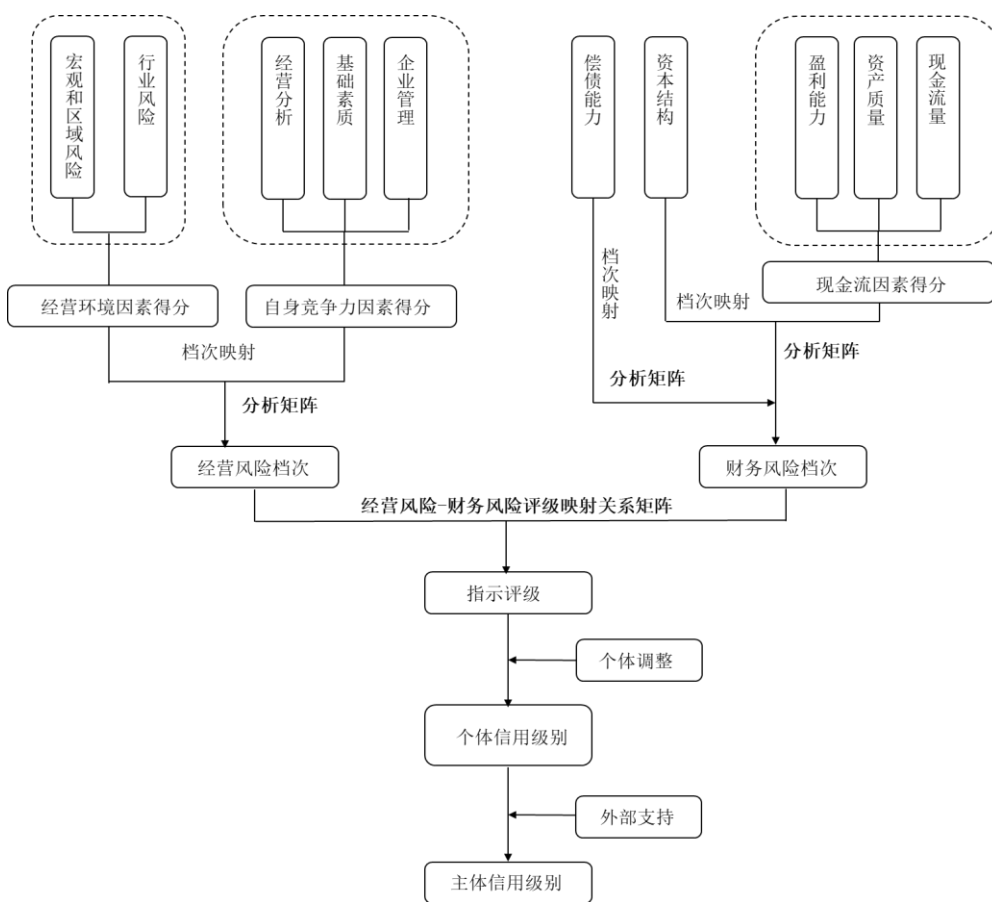 宏观和区域风险
行业风险
经营分析
基础素质
企业管理
偿债能力
资本结构
盈利能力
资产质量
现金流量
经营环境因素得分
自身竞争力因素得分
档次映射
档次映射
现金流因素得分
档次映射
分析矩阵
分析矩阵
分析矩阵
经营风险档次
财务风险档次
经营风险-财务风险评级映射关系矩阵
指示评级
个体调整
个体信用级别
外部支持
主体信用级别